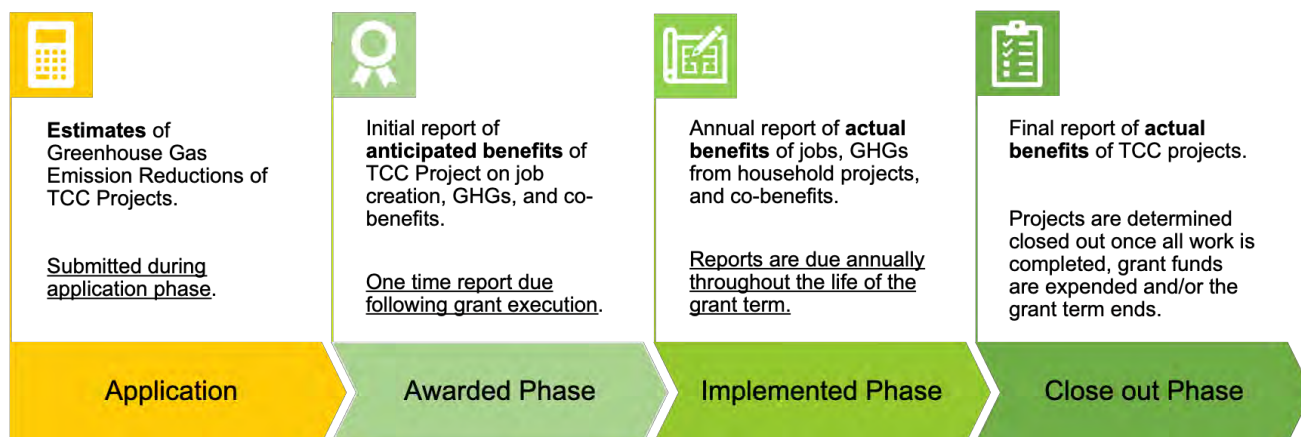 Estimates of
Greenhouse Gas
Emission Reductions of
TCC Projects.
Submitted during
application phase.
Application
Initial report of
anticipated benefits of
TCC Project on job
creation, GHGs, and co-
benefits.
One time report due
following grant execution.
Awarded Phase
Annual report of actual
benefits of jobs, GHGs
from household projects,
and co-benefits.
Reports are due annually
throughout the life of the
grant term.
Implemented Phase
Final report of actual
benefits of TCC projects.
Projects are determined
closed out once all work is
completed, grant funds
are expended and/or the
grant term ends.
Close out Phase